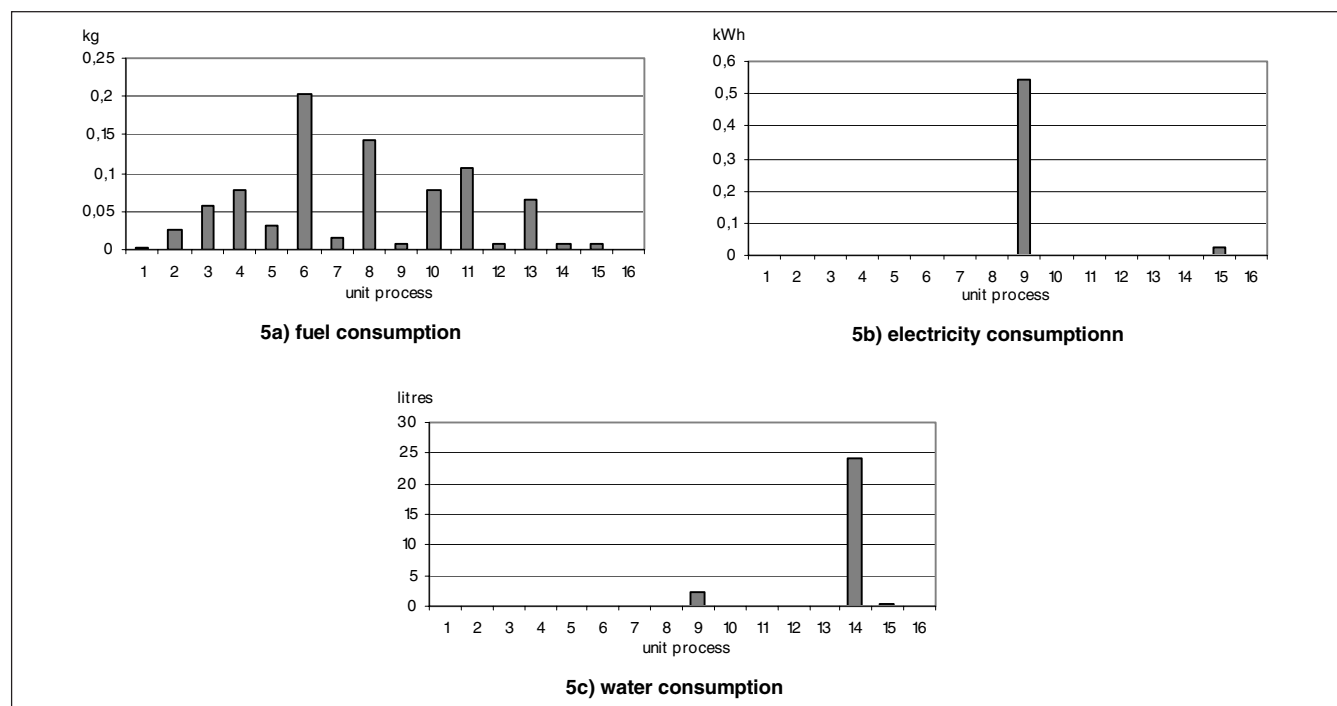 kg
0,25
0,2
0,15
0,1
0,05
0
1 2 3 4 5 6 7 8 9 10 11 12 13 14 15 16
unit process
5a) fuel consumption
kWh
0,6
0,5
0,4
0,3
0,2
0,1
0
1 2 3 4 5 6 7 8 9 10 11 12 13 14 15 16
unit process
5b) electricity consumptionn
litres
30
25
20
15
10
5
0
1 2 3 4 5 6 7 8 9 10 11 12 13 14 15 16
unit process
5c) water consumption